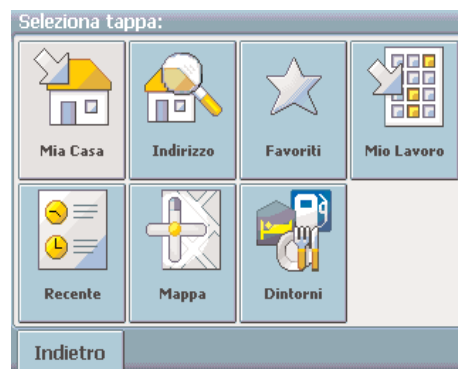 Seleziona tappa:
Mia Casa
Indirizzo
Favoriti
Mio Lavoro
Recente
Mappa
Dintorni
Indietro